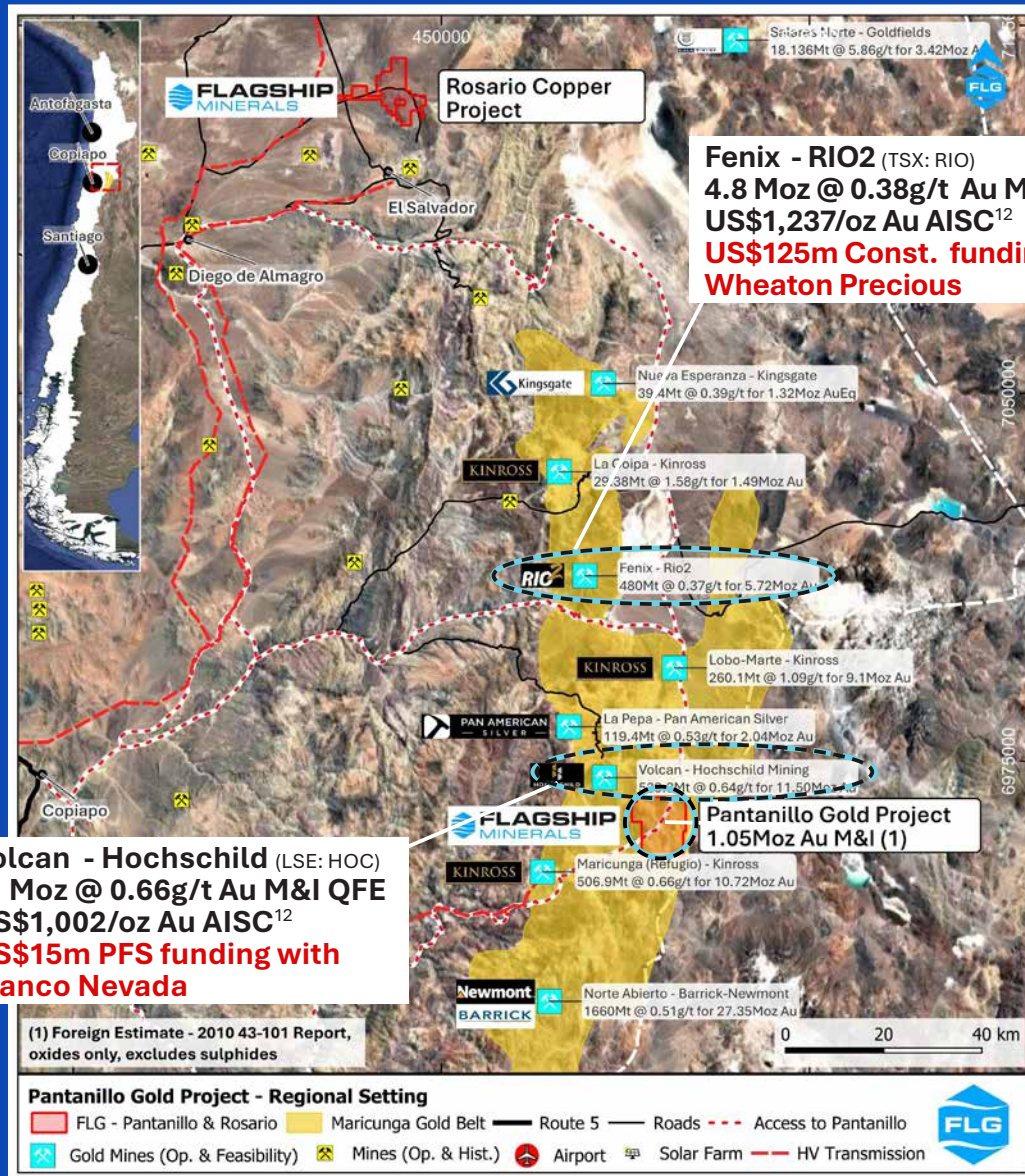 450000
Salares Norte - Goldfields
18.136Mt @ 5.86g/t for 3.42Moz
FLG
Antofagasta
Copiapo
Santiago
FLAGSHIP
MINERALS
Rosario Copper
Project
El Salvador
Diego de Almagro
Fenix - RIO2 (TSX: RIO)
4.8 Moz @ 0.38g/t Au M
US$1,237/oz Au AISC12
US$125m Const.
Wheaton Precious
Kingsgate
Nueva Esperanza - Kingsgate
39.4Mt @ 0.39g/t for 1.32Moz AuEq
7050000
KINROSS
La Coipa - Kinross
29.38Mt @ 1.58g/t for 1.49Moz Au
RIO2
Fenix - Rio2
480Mt @ 0.37g/t for 5.72Moz Au
KINROSS
Lobo-Marte - Kinross
260.1Mt @ 1.09g/t for 9.1Moz Au
PAN AMERICAN
SILVER
La Pepa - Pan American Silver
119.4Mt @ 0.53g/t for 2.04Moz Au
6975000
Volcan - Hochschild Mining
@ 0.64g/t for 11.50Moz
Copiapo
FLAGSHIP
MINERALS
Pantanillo Gold Project
1.05Moz Au M&I (1)
KINROSS
Maricunga (Refugio) - Kinross
506.9Mt @ 0.66g/t for 10.72Moz Au
olcan - Hochschild (LSE: HOC)
Moz @ 0.66g/t Au M&I QFE
S$1,002/oz Au AISC12
S$15m PFS funding with
anco Nevada
Newmont
BARRICK
Norte Abierto - Barrick-Newmont
1660Mt @ 0.51g/t for 27.35Moz Au
(1) Foreign Estimate - 2010 43-101 Report,
oxides only, excludes sulphides
0 20 40 km
Pantanillo Gold Project - Regional Setting
FLG - Pantanillo & Rosario Maricunga Gold Belt Route 5 Roads Access to Pantanillo
Gold Mines (Op. & Feasibility) Mines (Op. & Hist.) Airport Solar Farm HV Transmission
FLG